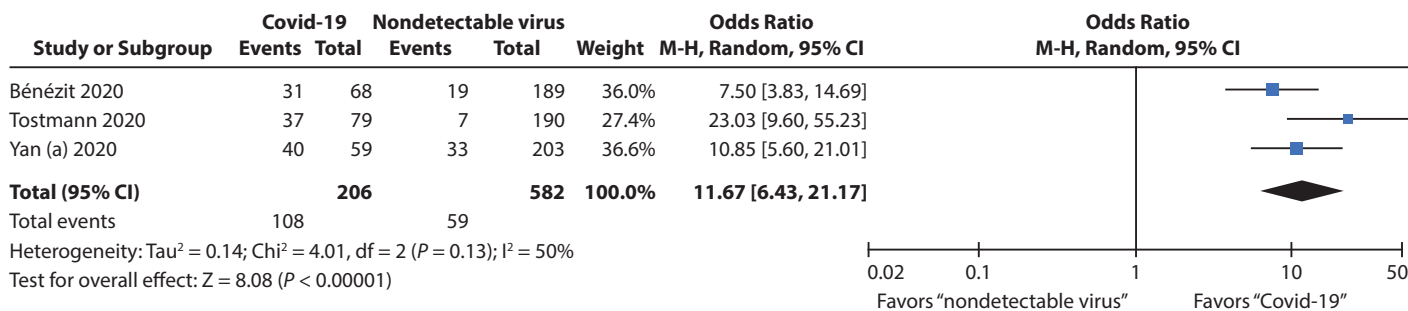 Covid-19 Nondetectable virus Odds Ratio Odds Ratio
Study or Subgroup Events Total Events Total Weight M-H, Random, 95% CI M-H, Random, 95% CI
Bénézit 2020 31 68 19 189 36.0% 7.50 [3.83, 14.69]
Tostmann 2020 37 79 7 190 27.4% 23.03 [9.60, 55.23]
Yan (a) 2020 40 59 33 203 36.6% 10.85 [5.60, 21.01]
Total (95% CI) 206 582 100.0% 11.67 [6.43, 21.17]
Total events 108 59
Heterogeneity: Tau² = 0.14; Chi² = 4.01, df = 2 (P = 0.13); I² = 50%
Test for overall effect: Z = 8.08 (P < 0.00001)
0.02 0.1 1 10 50
Favors "nondetectable virus" Favors "Covid-19"